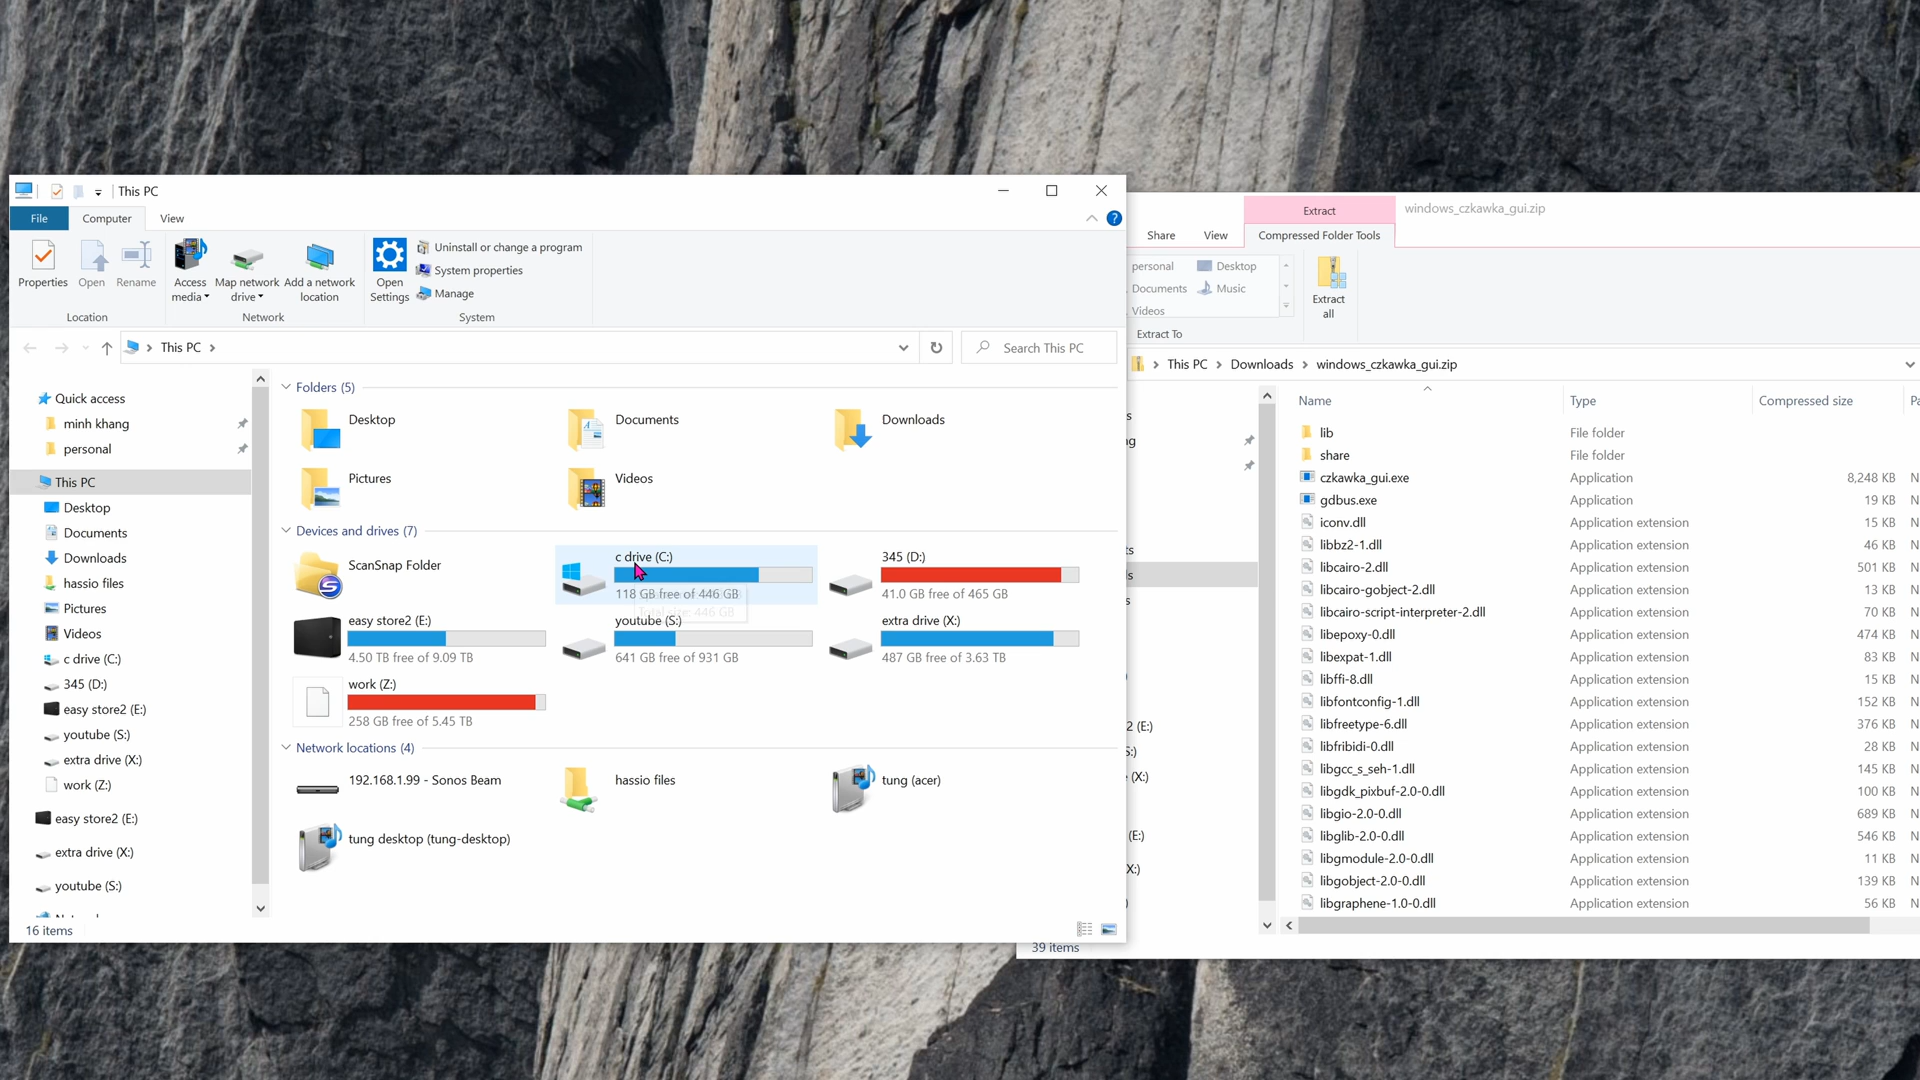 This PC
File
Computer
View
Properties
Open
Rename
Access media
Map network drive
Add a network location
Open Settings
Uninstall or change a program
System properties
Manage
Location
Network
System
This PC
Search This PC
Quick access
minh khang
personal
This PC
Desktop
Documents
Downloads
hassio files
Pictures
Videos
c drive (C:)
345 (D:)
easy store2 (E:)
youtube (S:)
extra drive (X:)
work (Z:)
easy store2 (E:)
extra drive (X:)
youtube (S:)
16 items
Folders (5)
Desktop
Documents
Downloads
Pictures
Videos
Devices and drives (7)
ScanSnap Folder
c drive (C:)
118 GB free of 446 GB
Total size: 446 GB
345 (D:)
41.0 GB free of 465 GB
easy store2 (E:)
4.50 TB free of 9.09 TB
youtube (S:)
641 GB free of 931 GB
extra drive (X:)
487 GB free of 3.63 TB
work (Z:)
258 GB free of 5.45 TB
Network locations (4)
192.168.1.99 - Sonos Beam
hassio files
tung (acer)
tung desktop (tung-desktop)
Extract
windows_czkawka_gui.zip
Share
View
Compressed Folder Tools
personal
Desktop
Documents
Music
Videos
Extract To
Extract all
This PC
Downloads
windows_czkawka_gui.zip
Name
Type
Compressed size
lib File folder
share File folder
czkawka_gui.exe Application 8,248 KB
gdbus.exe Application 19 KB
iconv.dll Application extension 15 KB
libbz2-1.dll Application extension 46 KB
libcairo-2.dll Application extension 501 KB
libcairo-gobject-2.dll Application extension 13 KB
libcairo-script-interpreter-2.dll Application extension 70 KB
libepoxy-0.dll Application extension 474 KB
libexpat-1.dll Application extension 83 KB
libffi-8.dll Application extension 15 KB
libfontconfig-1.dll Application extension 152 KB
libfreetype-6.dll Application extension 376 KB
libfribidi-0.dll Application extension 28 KB
libgcc_s_seh-1.dll Application extension 145 KB
libgdk_pixbuf-2.0-0.dll Application extension 100 KB
libgio-2.0-0.dll Application extension 689 KB
libglib-2.0-0.dll Application extension 546 KB
libgmodule-2.0-0.dll Application extension 11 KB
libgobject-2.0-0.dll Application extension 139 KB
libgraphene-1.0-0.dll Application extension 56 KB
39 items